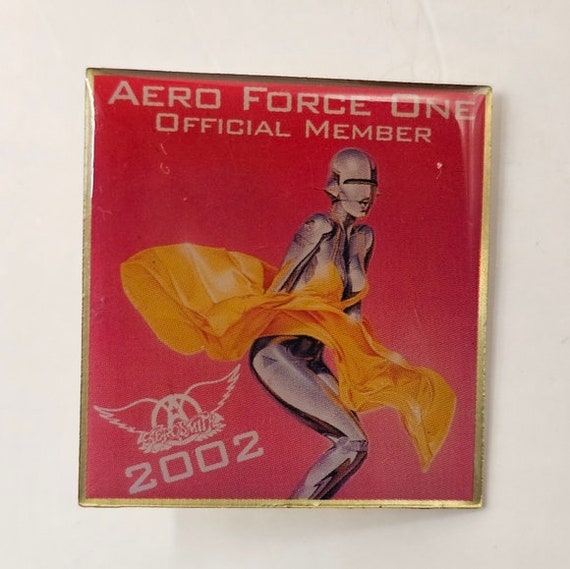 AERO FORCE ONE
OFFICIAL MEMBER
AEROSMITH
2002